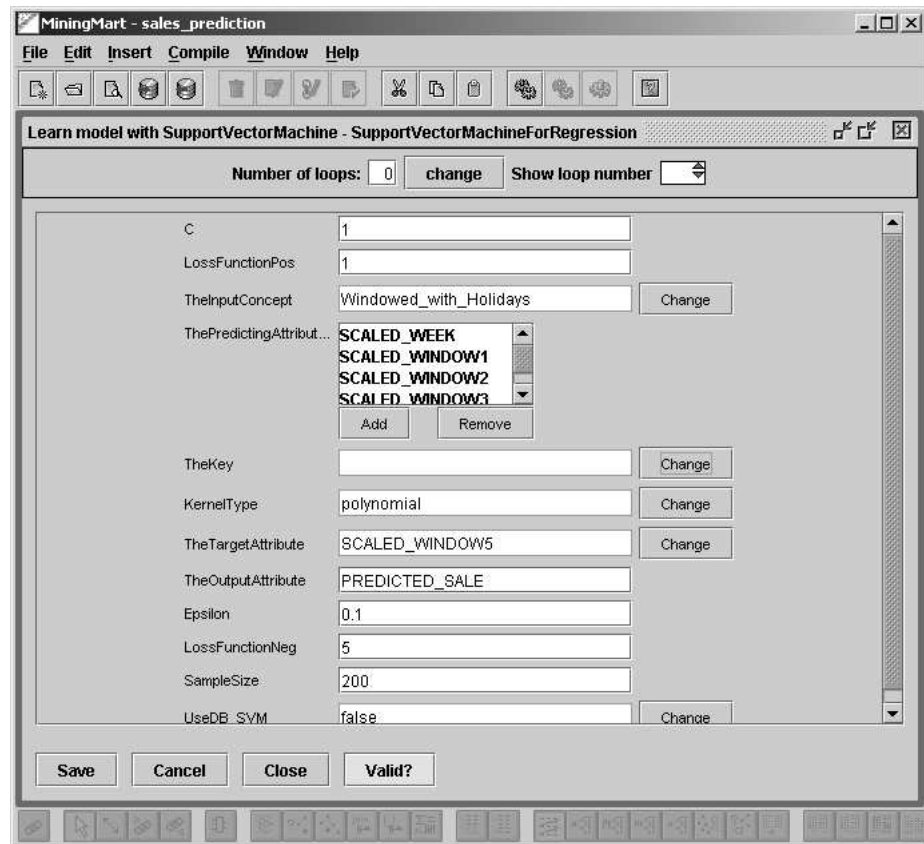 MiningMart - sales_prediction
File Edit Insert Compile Window Help
Learn model with SupportVectorMachine - SupportVectorMachineForRegression
Number of loops: 0 change Show loop number
C 1
LossFunctionPos 1
TheInputConcept Windowed_with_Holidays Change
ThePredictingAttribut... SCALED_WEEK
SCALED_WINDOW1
SCALED_WINDOW2
SCALED_WINDOW3
Add Remove
TheKey Change
KernelType polynomial Change
TheTargetAttribute SCALED_WINDOW5 Change
TheOutputAttribute PREDICTED_SALE
Epsilon 0.1
LossFunctionNeg 5
SampleSize 200
UseDB_SVM false Change
Save Cancel Close Valid?